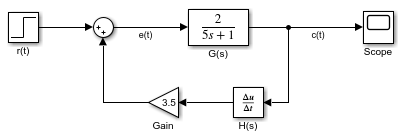 2
5s + 1
r(t)
e(t)
G(s)
c(t)
Scope
3.5
Δu
Δt
Gain
H(s)